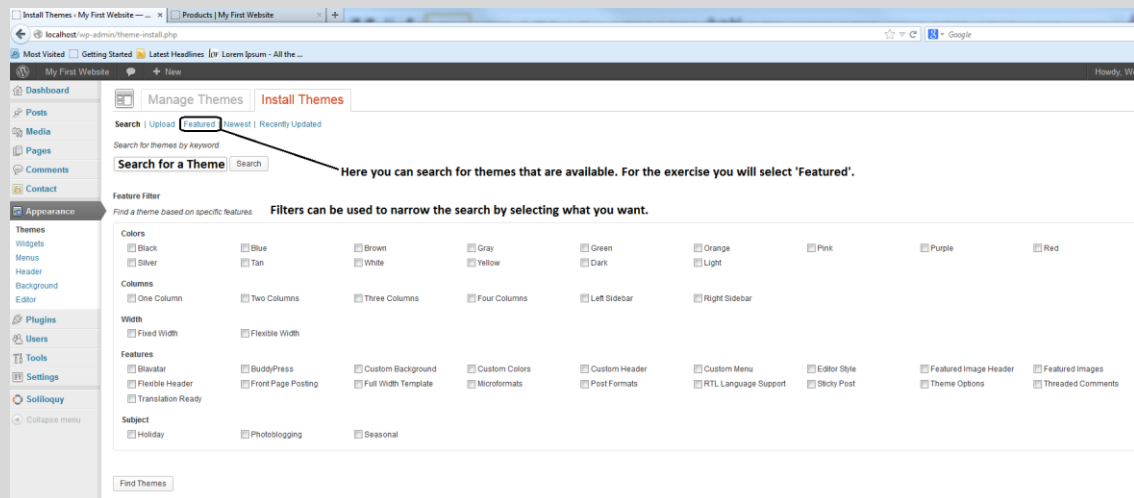 Install Themes ‹ My First Website — ... × Products | My First Website × +
localhost/wp-admin/theme-install.php Google
Most Visited Getting Started Latest Headlines Lorem Ipsum - All the ...
My First Website + New Howdy, We
Dashboard
Posts
Media
Pages
Comments
Contact
Appearance
Themes
Widgets
Menus
Header
Background
Editor
Plugins
Users
Tools
Settings
Soliloquy
Collapse menu
Manage Themes Install Themes
Search | Upload | Featured | Newest | Recently Updated
Search for themes by keyword.
Search for a Theme Search
Here you can search for themes that are available. For the exercise you will select 'Featured'.
Feature Filter
Find a theme based on specific features. Filters can be used to narrow the search by selecting what you want.
Colors
Black Blue Brown Gray Green Orange Pink Purple Red
Silver Tan White Yellow Dark Light
Columns
One Column Two Columns Three Columns Four Columns Left Sidebar Right Sidebar
Width
Fixed Width Flexible Width
Features
Blavatar BuddyPress Custom Background Custom Colors Custom Header Custom Menu Editor Style Featured Image Header Featured Images
Flexible Header Front Page Posting Full Width Template Microformats Post Formats RTL Language Support Sticky Post Theme Options Threaded Comments
Translation Ready
Subject
Holiday Photoblogging Seasonal
Find Themes